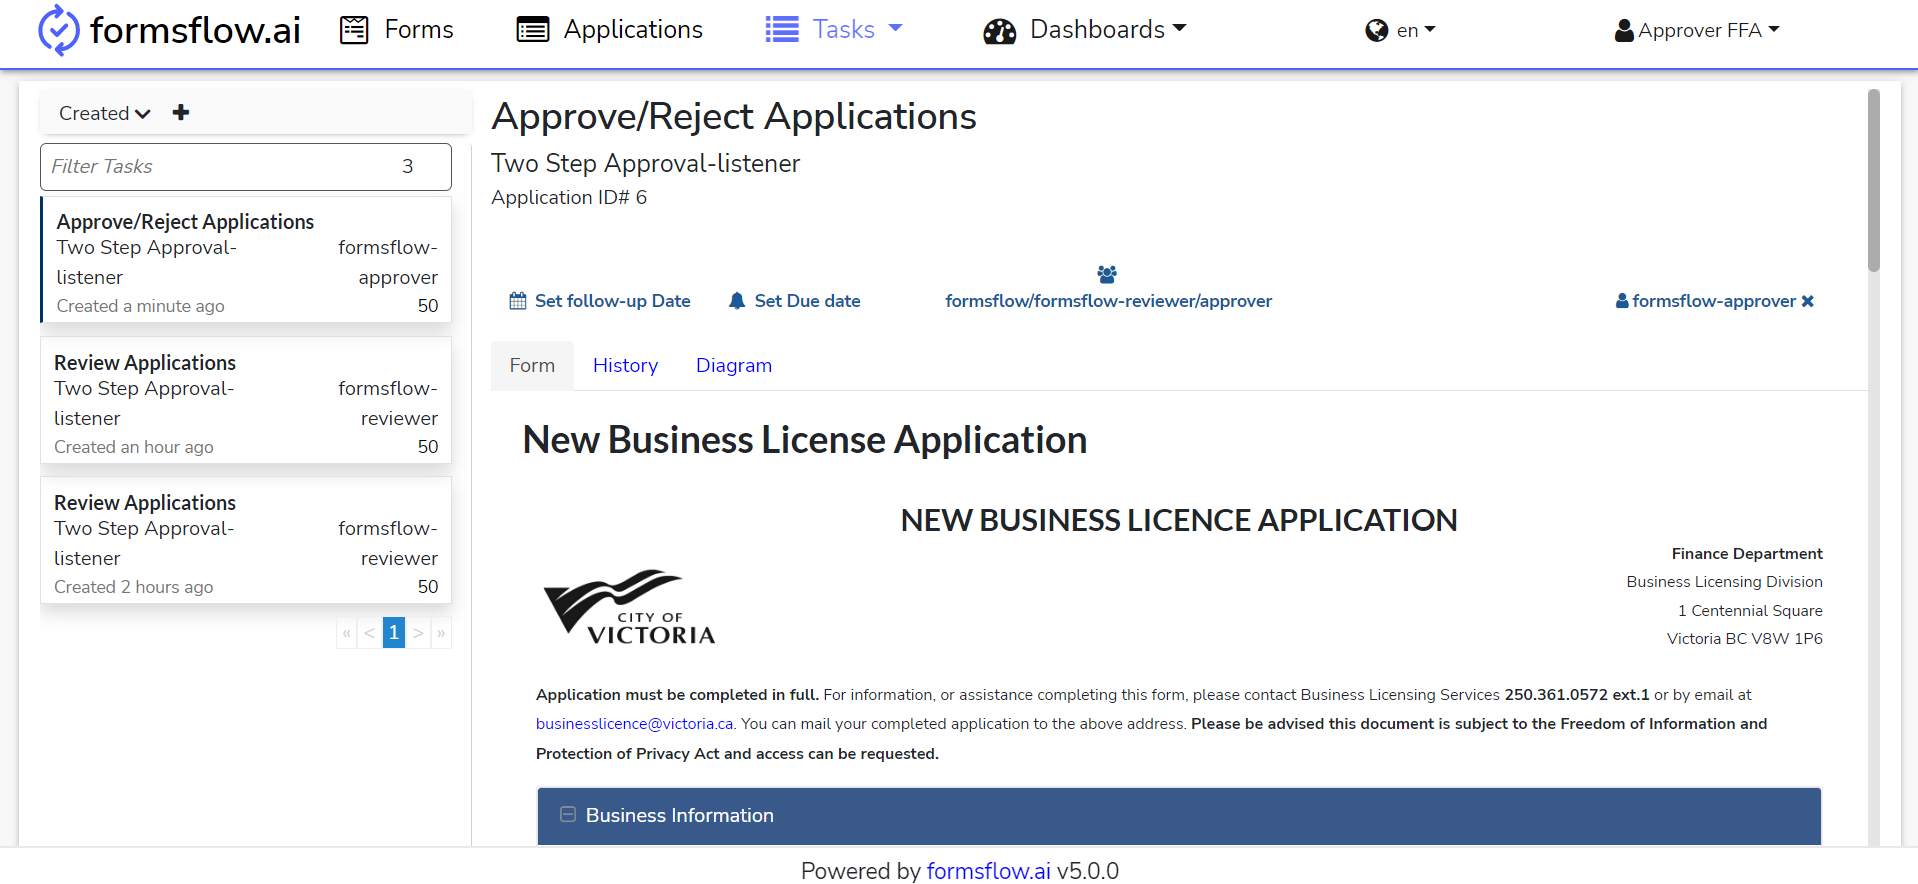 formsflow.ai Forms Applications Tasks Dashboards en Approver FFA
Created
Filter Tasks 3
Approve/Reject Applications
Two Step Approval- formsflow-
listener approver
Created a minute ago 50
Review Applications
Two Step Approval- formsflow-
listener reviewer
Created an hour ago 50
Review Applications
Two Step Approval- formsflow-
listener reviewer
Created 2 hours ago 50
« < 1 > »
Approve/Reject Applications
Two Step Approval-listener
Application ID# 6
Set follow-up Date Set Due date formsflow/formsflow-reviewer/approver formsflow-approver
Form History Diagram
New Business License Application
NEW BUSINESS LICENCE APPLICATION
Finance Department
Business Licensing Division
1 Centennial Square
Victoria BC V8W 1P6
CITY OF
VICTORIA
Application must be completed in full. For information, or assistance completing this form, please contact Business Licensing Services 250.361.0572 ext.1 or by email at
businesslicence@victoria.ca. You can mail your completed application to the above address. Please be advised this document is subject to the Freedom of Information and
Protection of Privacy Act and access can be requested.
Business Information
Powered by formsflow.ai v5.0.0